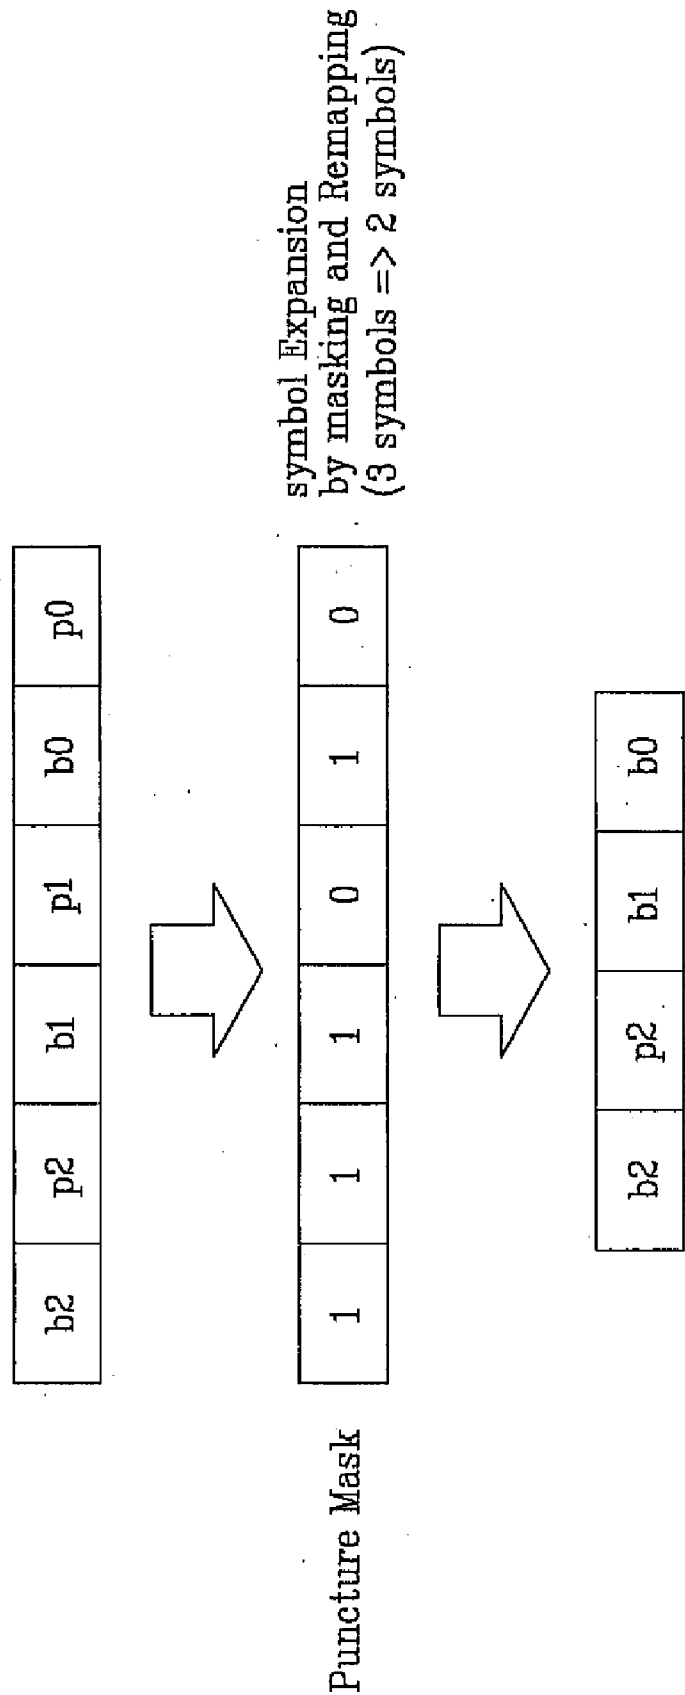 b2 p2 b1 p1 b0 p0
Puncture Mask 1 1 1 0 1 0
symbol Expansion
by masking and Remapping
(3 symbols => 2 symbols)
b2 p2 b1 b0